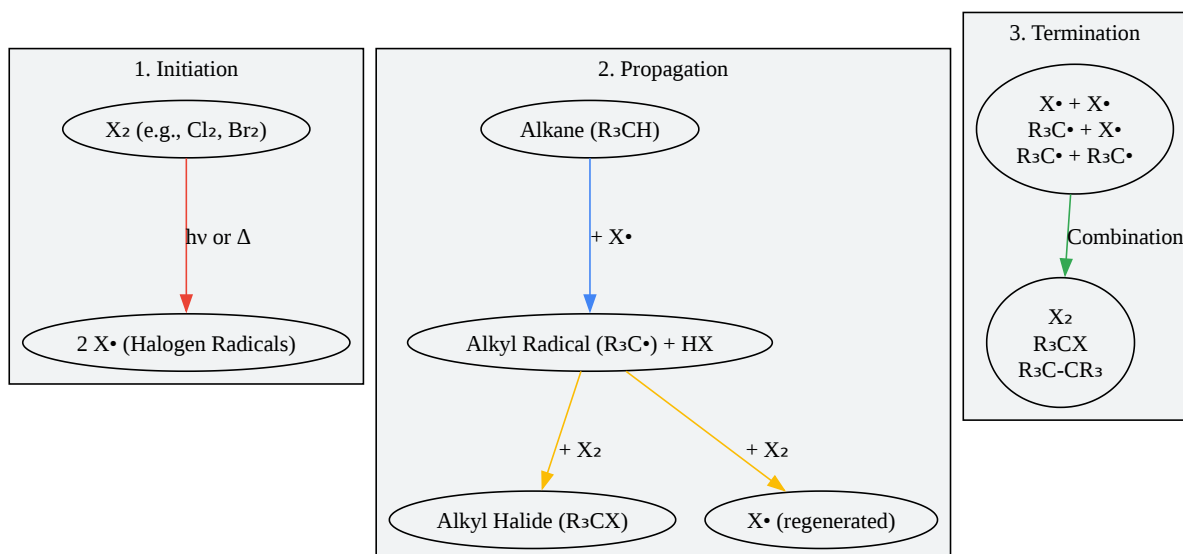 1. Initiation
X₂ (e.g., Cl₂, Br₂)
hν or Δ
2 X• (Halogen Radicals)
2. Propagation
Alkane (R₃CH)
+ X•
Alkyl Radical (R₃C•) + HX
+ X₂
+ X₂
Alkyl Halide (R₃CX)
X• (regenerated)
3. Termination
X• + X•
R₃C• + X•
R₃C• + R₃C•
Combination
X₂
R₃CX
R₃C-CR₃